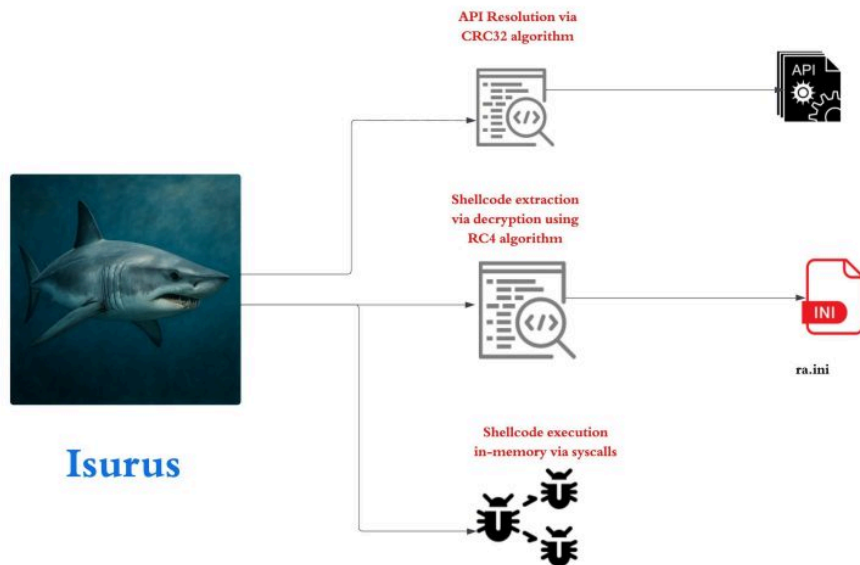 API Resolution via
CRC32 algorithm
API
</>
Shellcode extraction
via decryption using
RC4 algorithm
</>
INI
ra.ini
Isurus
Shellcode execution
in-memory via syscalls